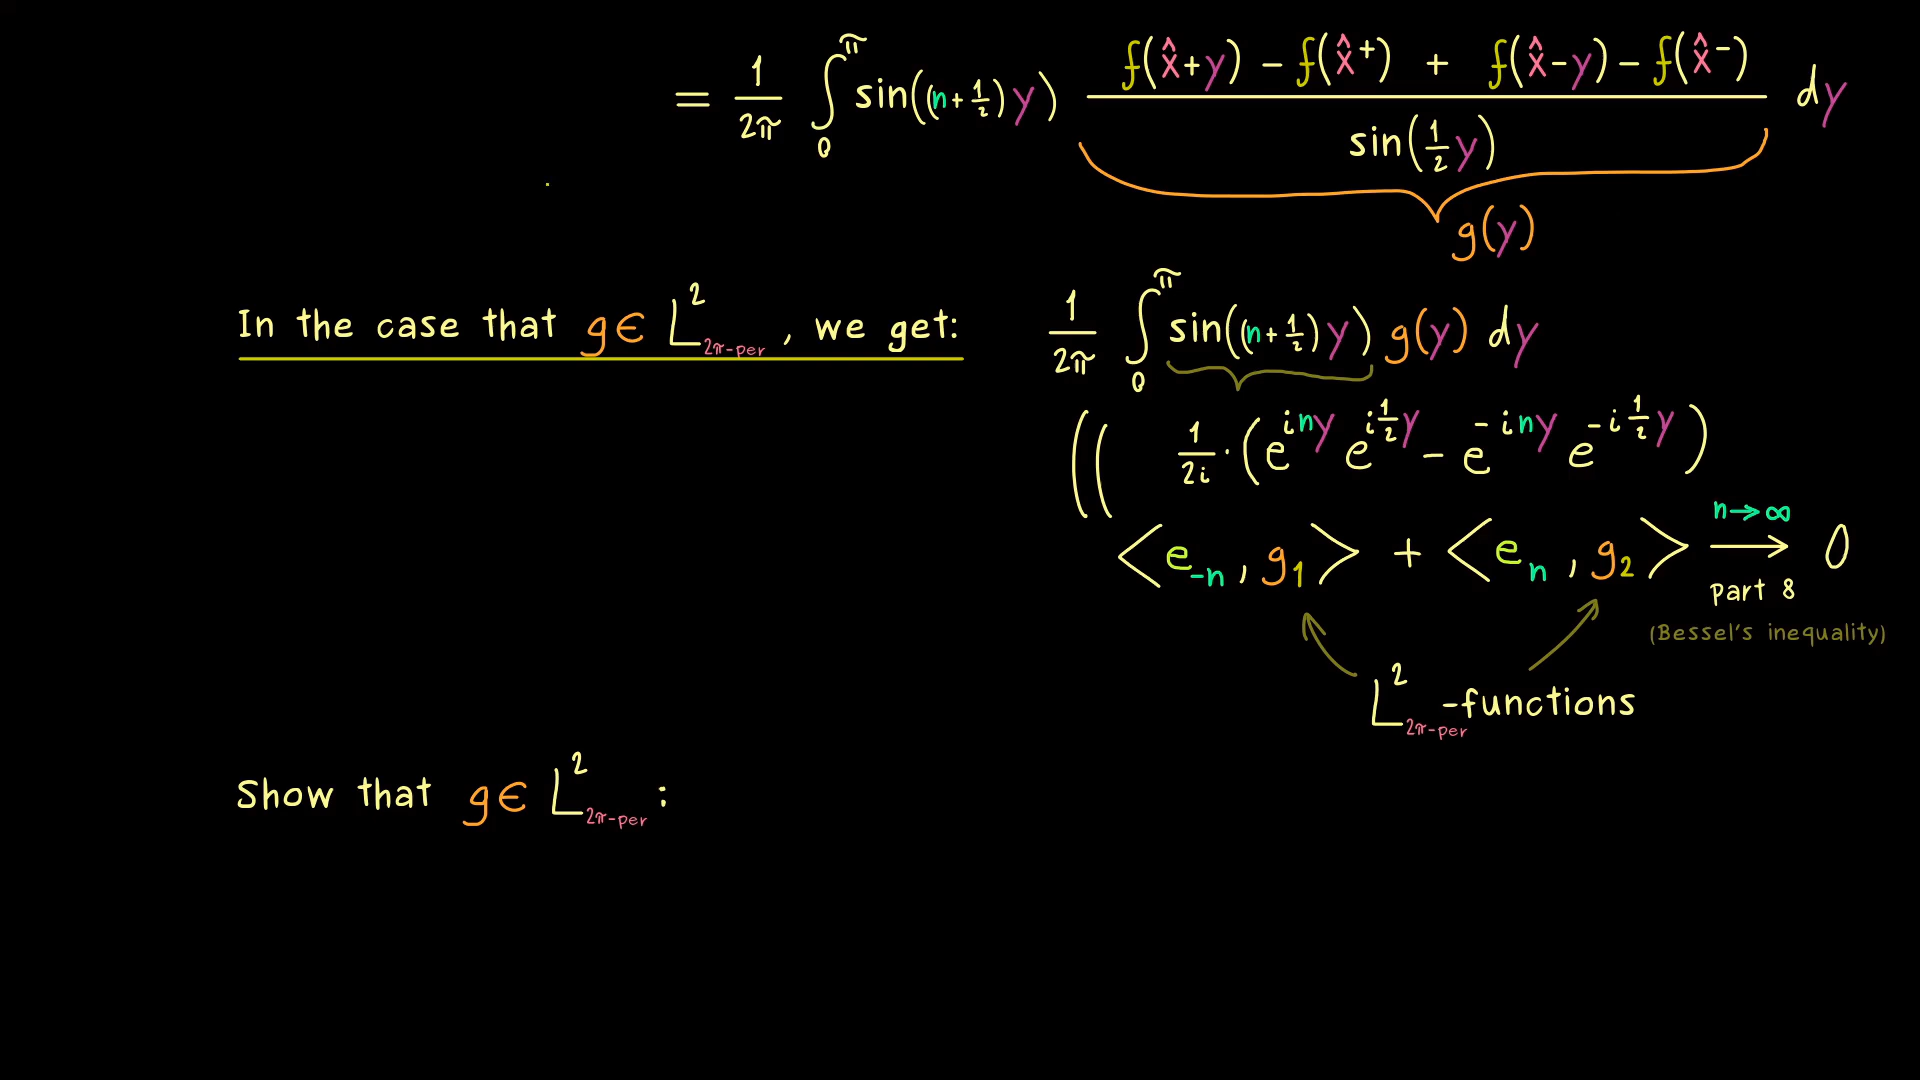 = 1/2π ∫₀^π sin((n+1/2)y) (f(x̂+y) − f(x̂⁺) + f(x̂−y) − f(x̂⁻)) / sin(1/2 y) dy
g(y)
In the case that g∈ L²_2π-per , we get: 1/2π ∫₀^π sin((n+1/2)y) g(y) dy
1/2i · (e^{iny} e^{i1/2y} − e^{−iny} e^{−i1/2y})
⟨e_−n , g₁⟩ + ⟨e_n , g₂⟩ ⟶ 0
n→∞
part 8
(Bessel's inequality)
L²_2π-per -functions
Show that g∈ L²_2π-per :